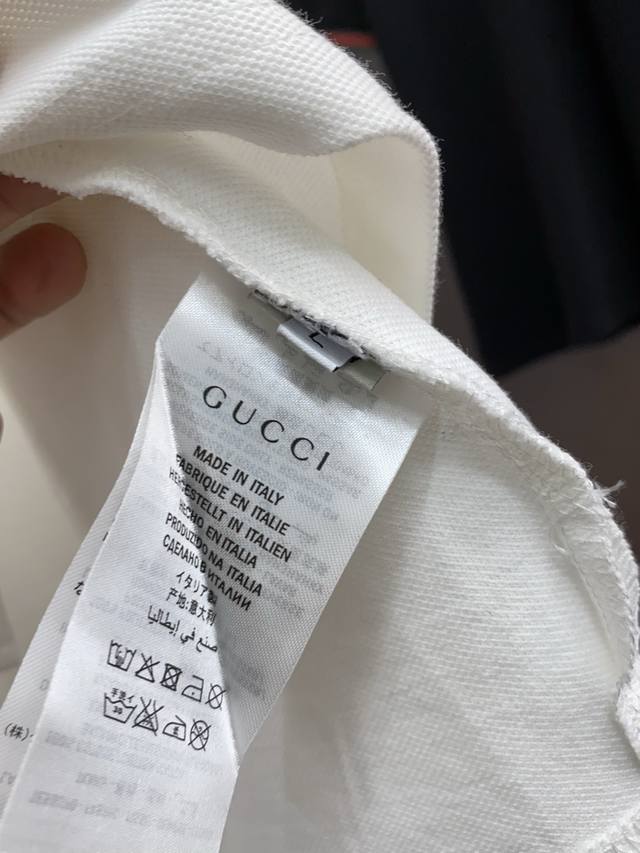 GUCCI
MADE IN ITALY
FABRIQUE EN ITALIE
HERGESTELLT IN ITALIEN
HECHO EN ITALIA
PRODUZIDO NA ITALIA
СДЕЛАНО В ИТАЛИИ
イタリア製
产地:意大利
صنع في إيطاليا
(株)